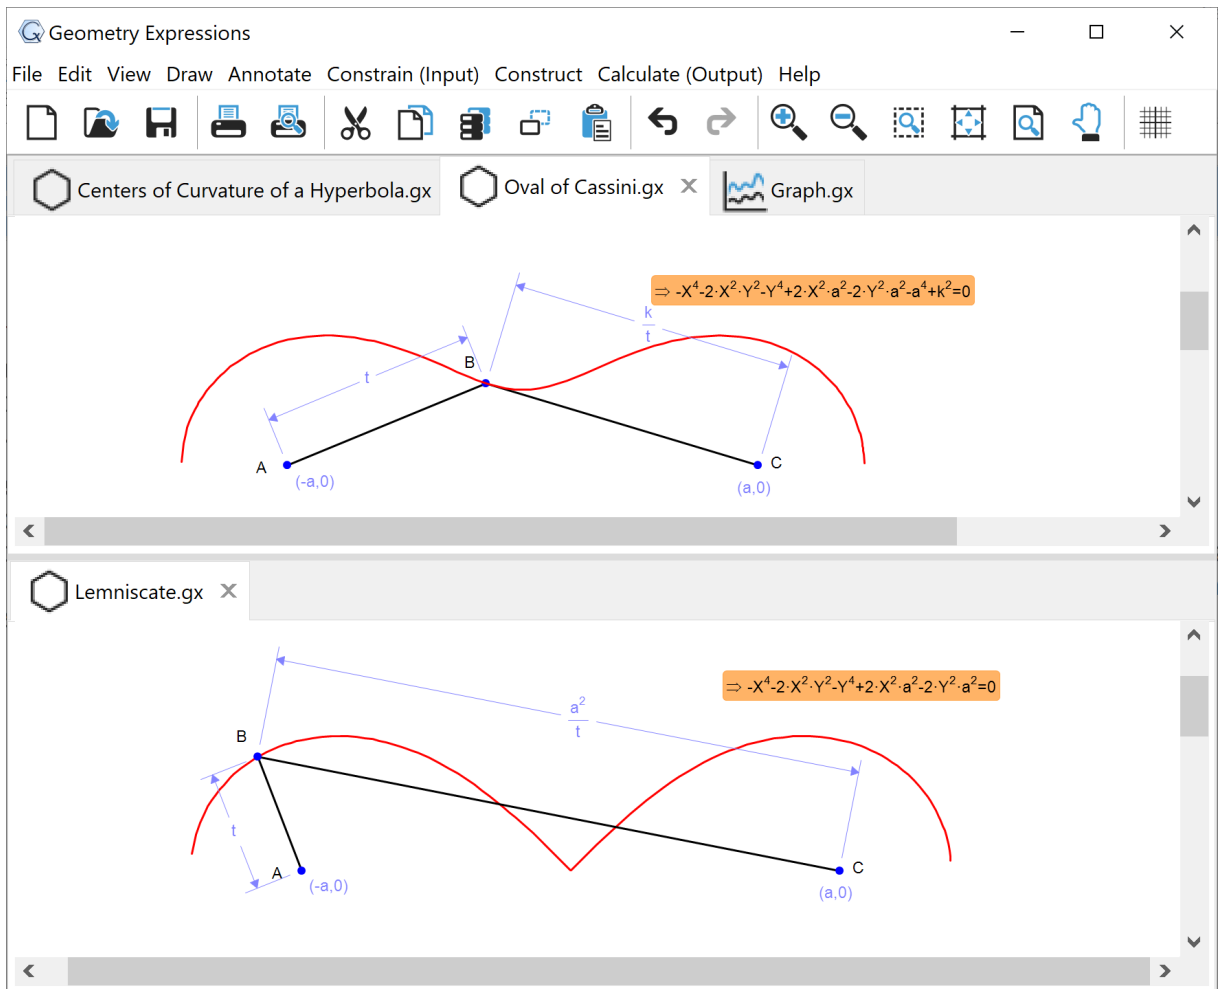 Geometry Expressions
File Edit View Draw Annotate Constrain (Input) Construct Calculate (Output) Help
Centers of Curvature of a Hyperbola.gx
Oval of Cassini.gx
Graph.gx
⇒ -X⁴-2·X²·Y²-Y⁴+2·X²·a²-2·Y²·a²-a⁴+k²=0
k
t
B
t
A
C
(-a,0)
(a,0)
Lemniscate.gx
⇒ -X⁴-2·X²·Y²-Y⁴+2·X²·a²-2·Y²·a²=0
a²
t
B
t
A
C
(-a,0)
(a,0)